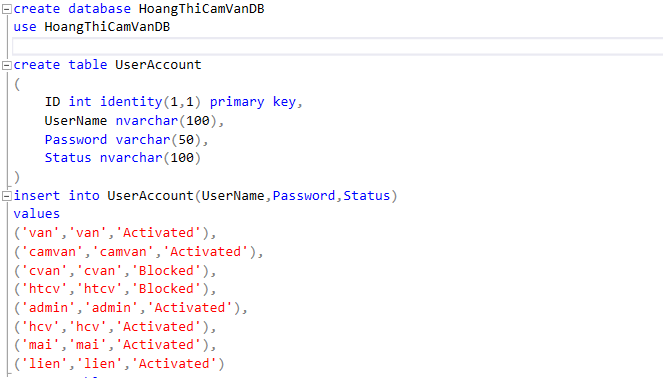 create database HoangThiCamVanDB
use HoangThiCamVanDB
create table UserAccount
(
    ID int identity(1,1) primary key,
    UserName nvarchar(100),
    Password varchar(50),
    Status nvarchar(100)
)
insert into UserAccount(UserName,Password,Status)
values
('van','van','Activated'),
('camvan','camvan','Activated'),
('cvan','cvan','Blocked'),
('htcv','htcv','Blocked'),
('admin','admin','Activated'),
('hcv','hcv','Activated'),
('mai','mai','Activated'),
('lien','lien','Activated')